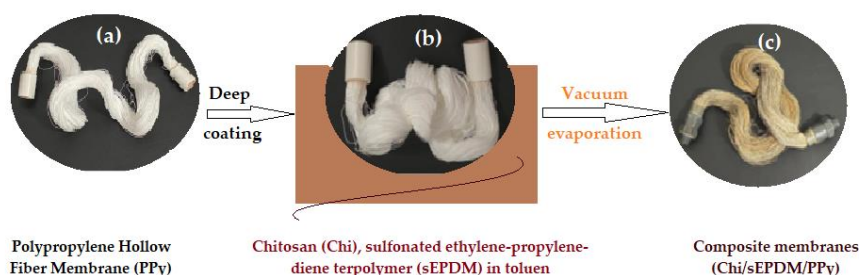 (a)
(b)
(c)
Deep
coating
Vacuum
evaporation
Polypropylene Hollow
Fiber Membrane (PPy)
Chitosan (Chi), sulfonated ethylene-propylene-
diene terpolymer (sEPDM) in toluen
Composite membranes
(Chi/sEPDM/PPy)